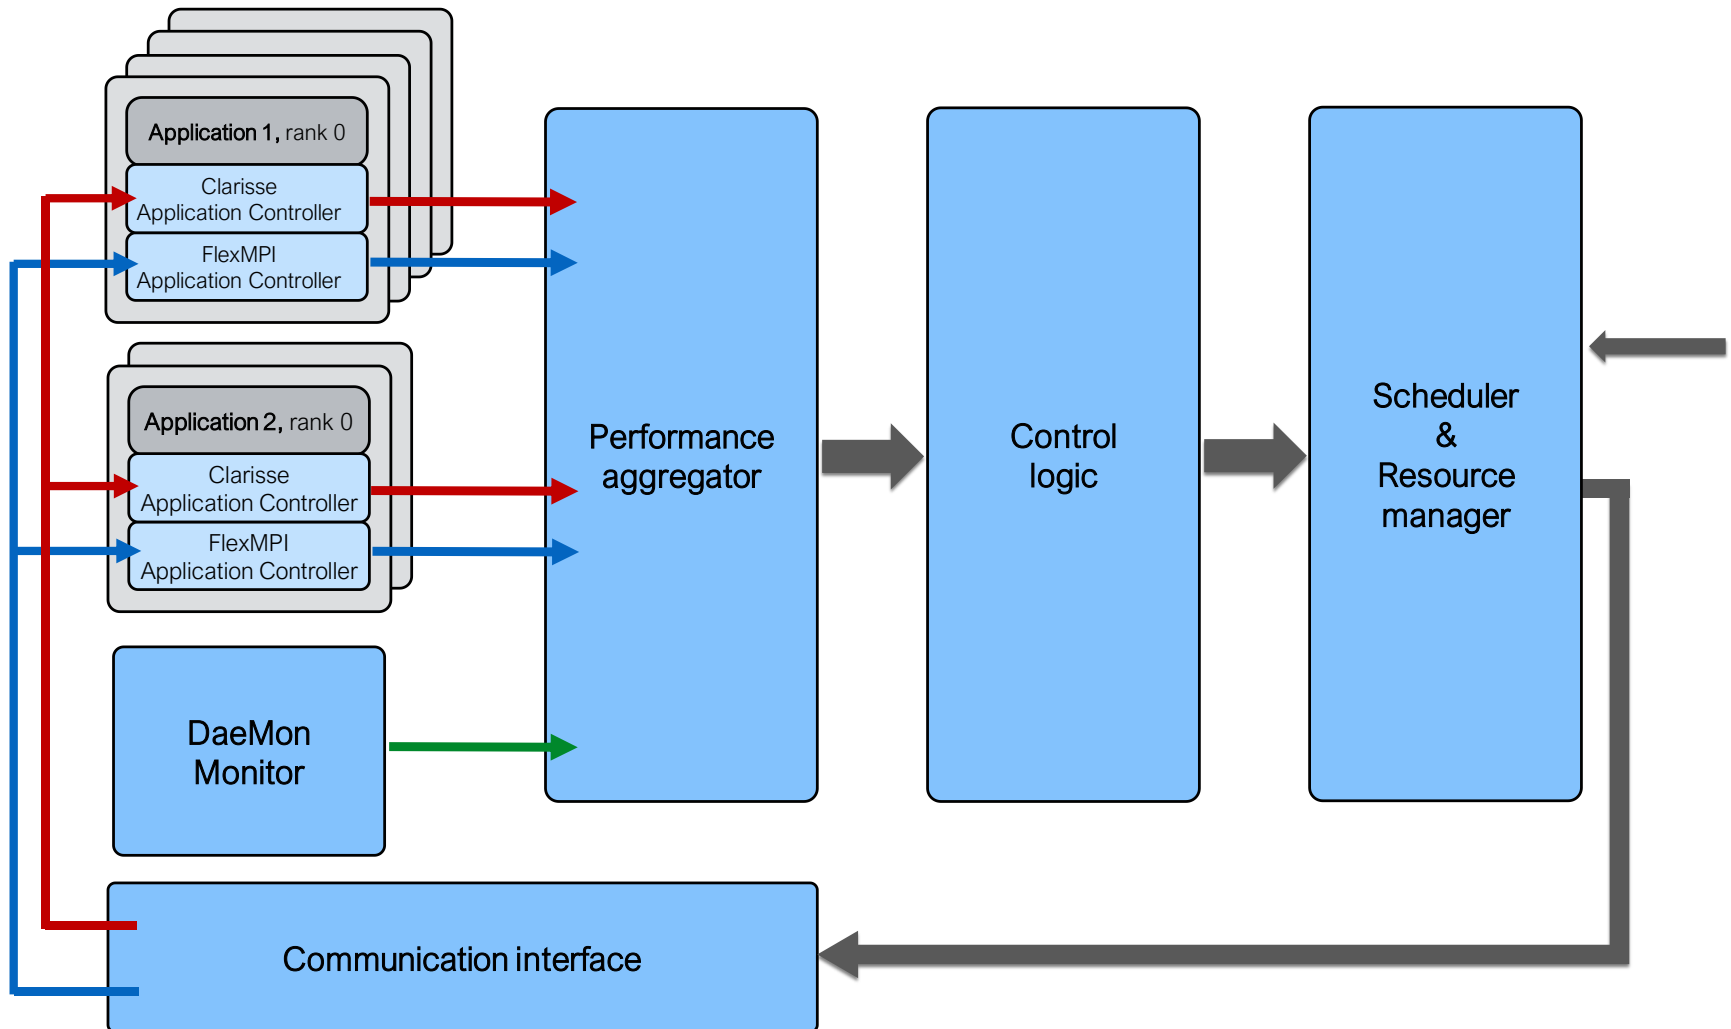 Application 1, rank 0
Clarisse
Application Controller
FlexMPI
Application Controller
Application 2, rank 0
Clarisse
Application Controller
FlexMPI
Application Controller
DaeMon
Monitor
Performance
aggregator
Control
logic
Scheduler
&
Resource
manager
Communication interface